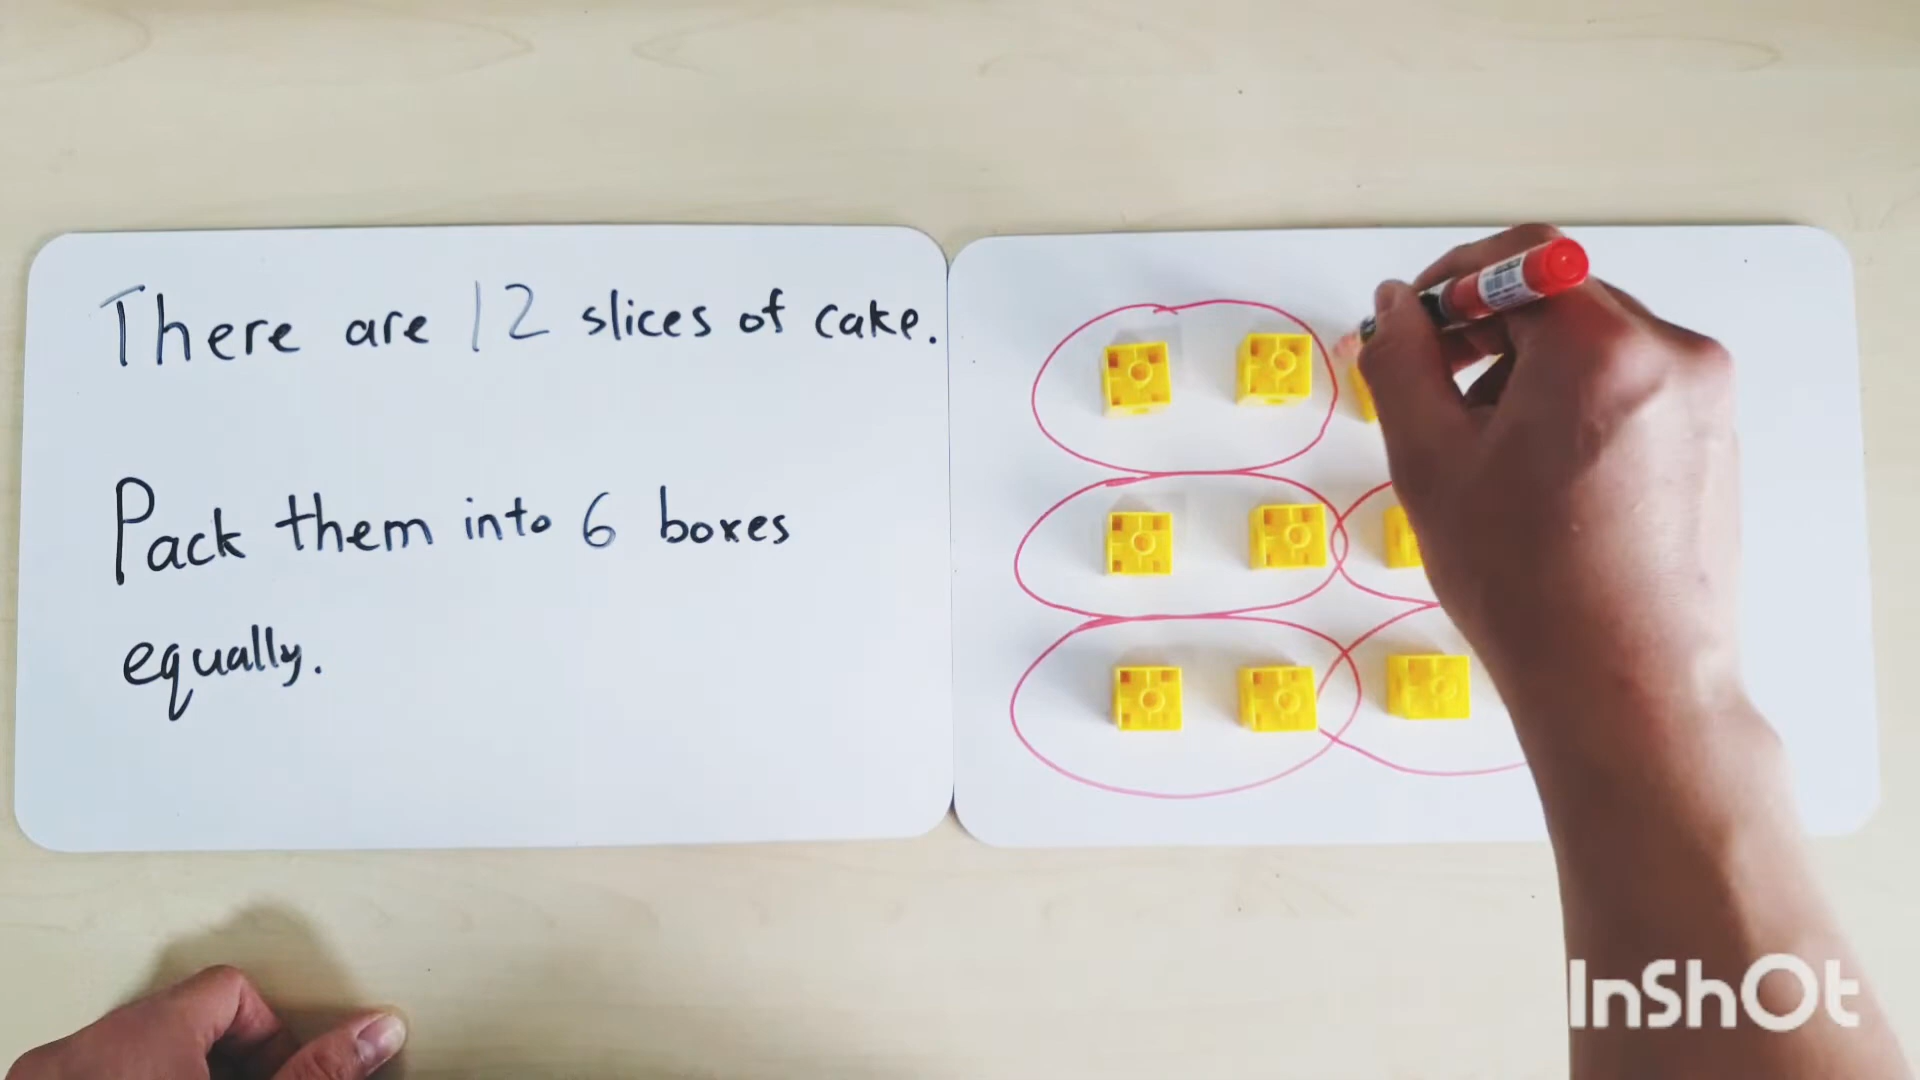 There are 12 slices of cake.
Pack them into 6 boxes
equally.
InShOt